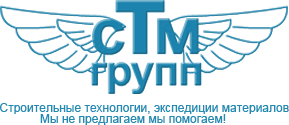 сТм
групп
Строительные технологии, экспедиции материалов
Мы не предлагаем мы помогаем!